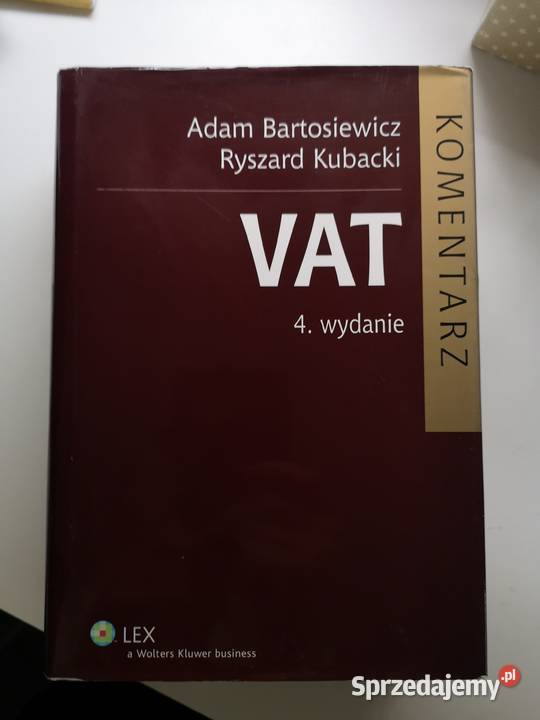 Adam Bartosiewicz
Ryszard Kubacki
VAT
4. wydanie
KOMENTARZ
LEX
a Wolters Kluwer business
Sprzedajemy.pl